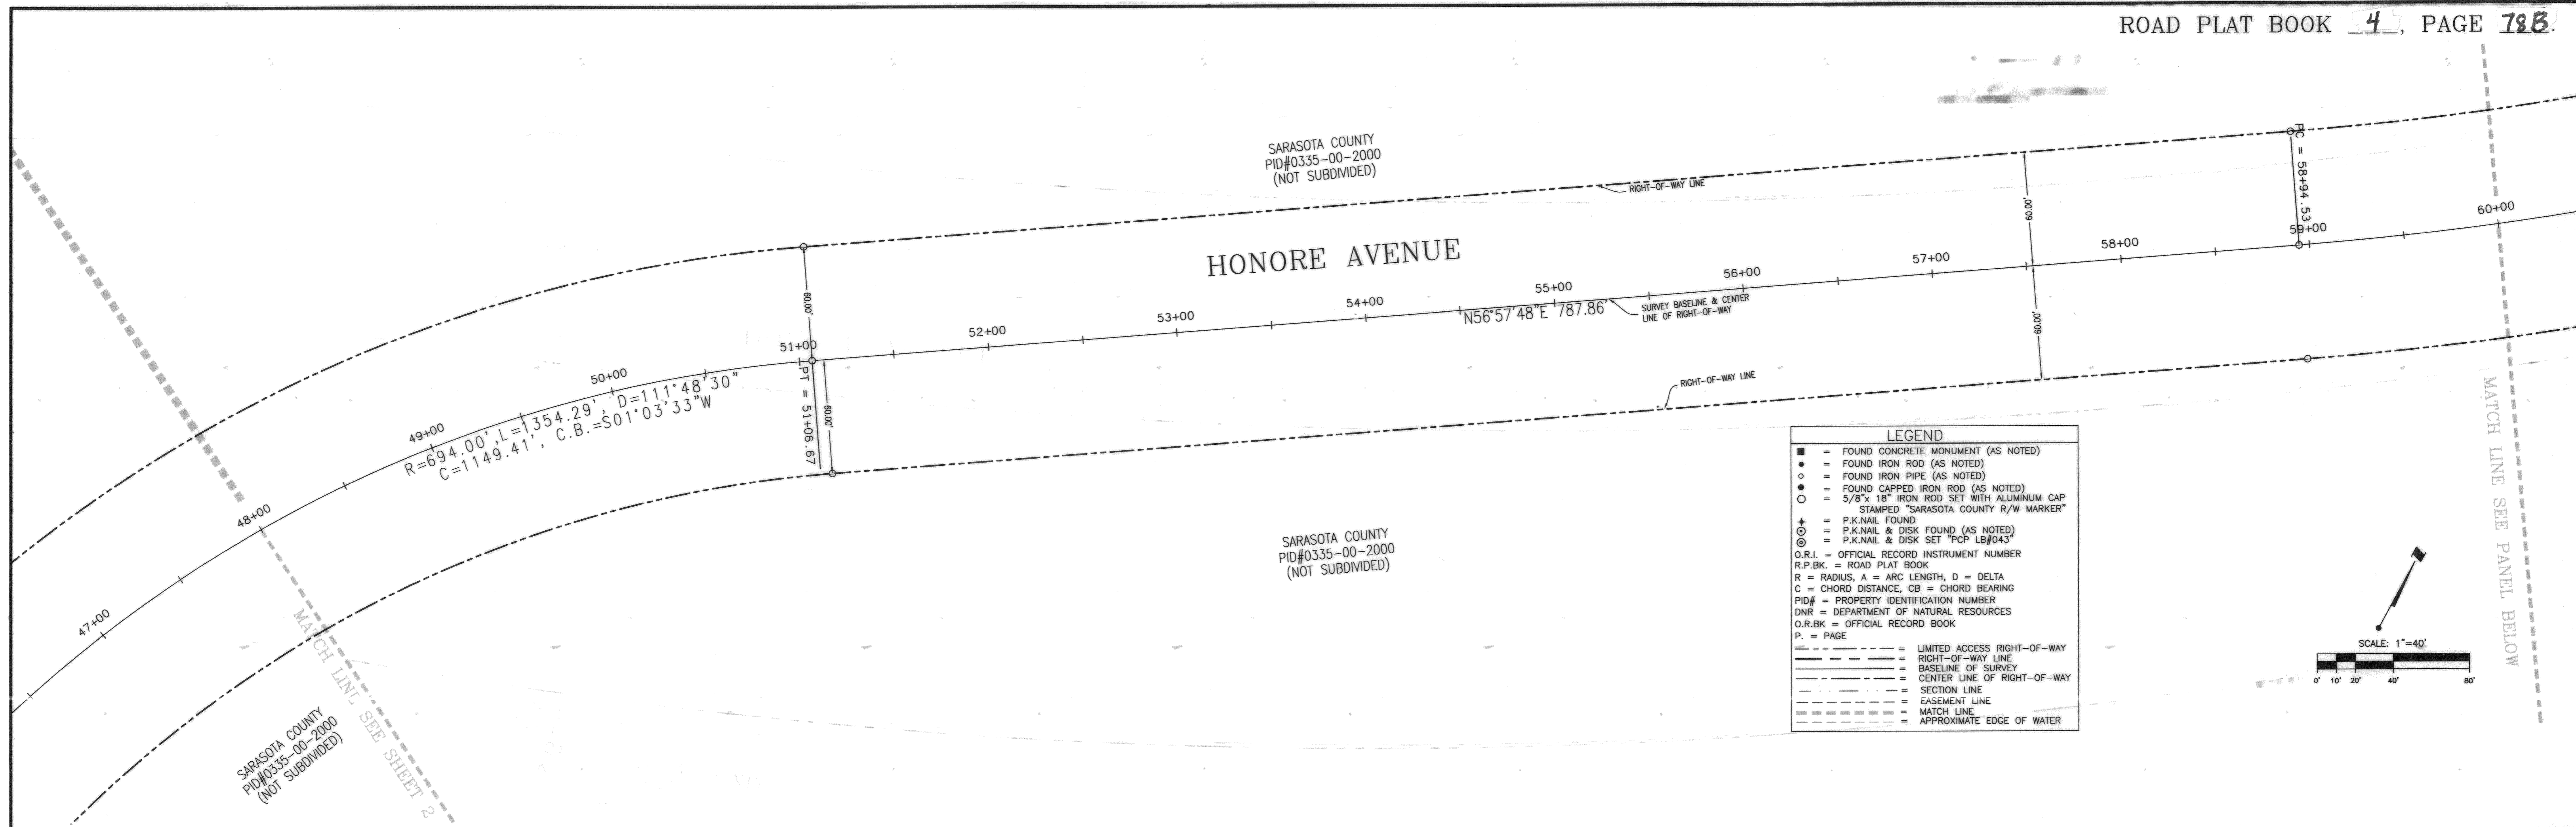 ROAD PLAT BOOK 4, PAGE 78B.
SARASOTA COUNTY
PID#0335-00-2000
(NOT SUBDIVIDED)
RIGHT-OF-WAY LINE
HONORE AVENUE
PC = 58+94.53
60.00'
60.00'
60.00'
60.00'
47+00
48+00
49+00
50+00
51+00
52+00
53+00
54+00
55+00
56+00
57+00
58+00
59+00
60+00
N56°57'48"E 787.86'
SURVEY BASELINE & CENTER
LINE OF RIGHT-OF-WAY
R=694.00', L=1354.29', D=111°48'30"
C=1149.41', C.B.=S01°03'33"W
PT = 51+06.67
RIGHT-OF-WAY LINE
SARASOTA COUNTY
PID#0335-00-2000
(NOT SUBDIVIDED)
SARASOTA COUNTY
PID#0335-00-2000
(NOT SUBDIVIDED)
MATCH LINE SEE SHEET 2
MATCH LINE SEE PANEL BELOW
LEGEND
= FOUND CONCRETE MONUMENT (AS NOTED)
= FOUND IRON ROD (AS NOTED)
= FOUND IRON PIPE (AS NOTED)
= FOUND CAPPED IRON ROD (AS NOTED)
= 5/8"x 18" IRON ROD SET WITH ALUMINUM CAP
STAMPED "SARASOTA COUNTY R/W MARKER"
= P.K.NAIL FOUND
= P.K.NAIL & DISK FOUND (AS NOTED)
= P.K.NAIL & DISK SET "PCP LB#043"
O.R.I. = OFFICIAL RECORD INSTRUMENT NUMBER
R.P.BK. = ROAD PLAT BOOK
R = RADIUS, A = ARC LENGTH, D = DELTA
C = CHORD DISTANCE, CB = CHORD BEARING
PID# = PROPERTY IDENTIFICATION NUMBER
DNR = DEPARTMENT OF NATURAL RESOURCES
O.R.BK = OFFICIAL RECORD BOOK
P. = PAGE
= LIMITED ACCESS RIGHT-OF-WAY
= RIGHT-OF-WAY LINE
= BASELINE OF SURVEY
= CENTER LINE OF RIGHT-OF-WAY
= SECTION LINE
= EASEMENT LINE
= MATCH LINE
= APPROXIMATE EDGE OF WATER
SCALE: 1"=40'
0' 10' 20' 40' 80'